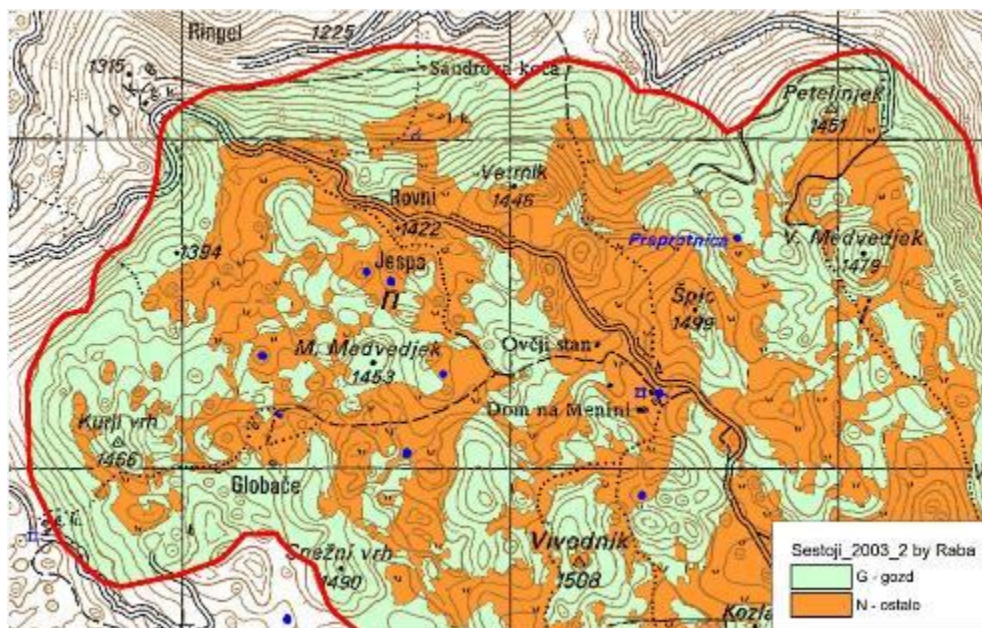 Ringel
1225
1315
Sandrova koča
Petelinjek
1451
Vetrnik
1446
Rovni
1422
1394
Praprotnica
V. Medvedjek
1479
Jespa
Špic
1499
Ovčji stan
M. Medvedjek
1453
Dom na Menini
Kurji vrh
1466
Globače
Vivodnik
1508
Snežni vrh
1490
Kozla
Sestoji_2003_2 by Raba
G - gozd
N - ostalo